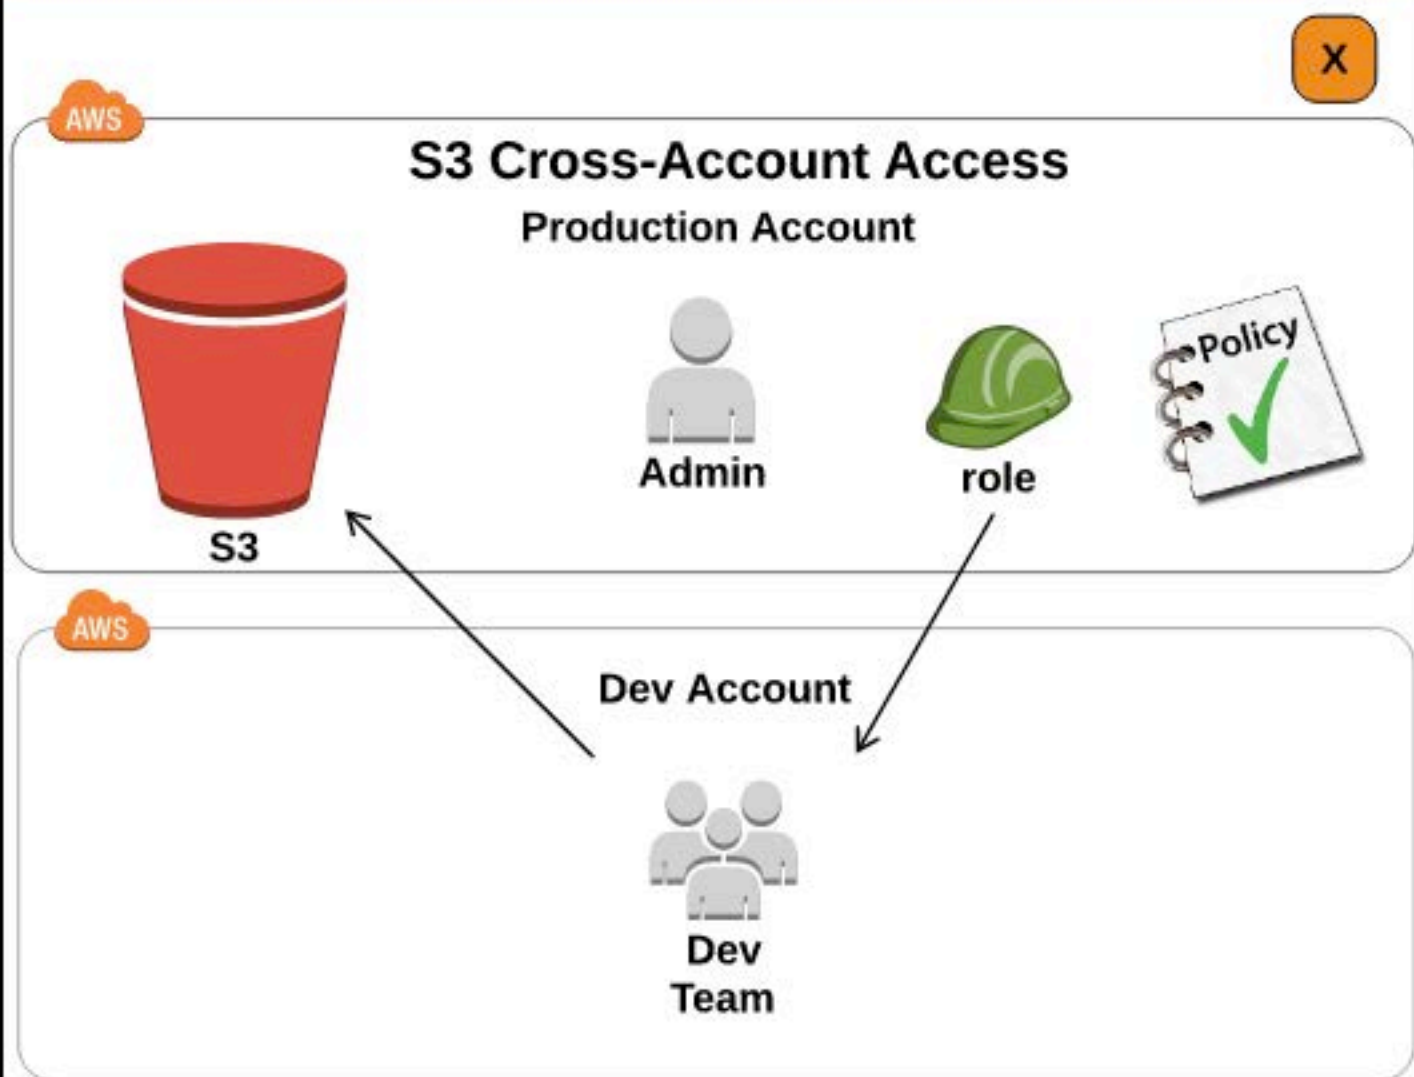 X
AWS
S3 Cross-Account Access
Production Account
Policy
Admin
role
S3
AWS
Dev Account
Dev
Team